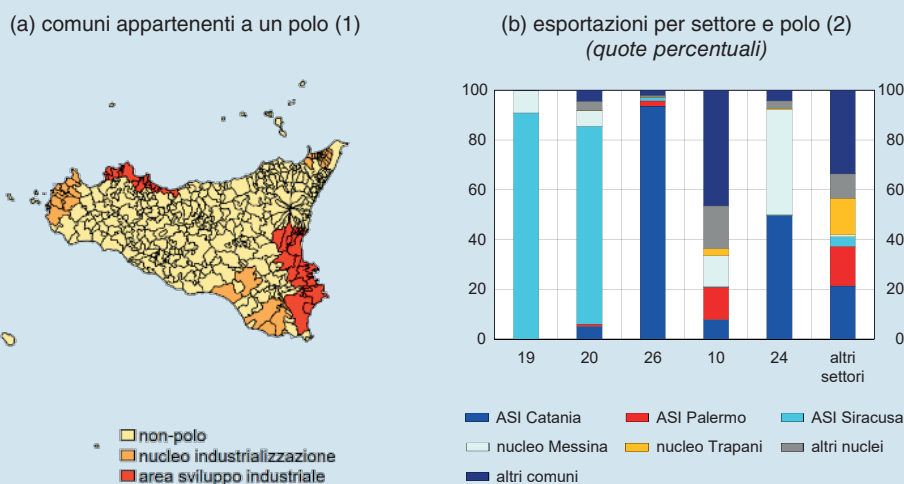 (a) comuni appartenenti a un polo (1)
non-polo
nucleo industrializzazione
area sviluppo industriale
(b) esportazioni per settore e polo (2)
(quote percentuali)
100 100
80 80
60 60
40 40
20 20
0 0
19 20 26 10 24 altri
settori
ASI Catania ASI Palermo ASI Siracusa
nucleo Messina nucleo Trapani altri nuclei
altri comuni